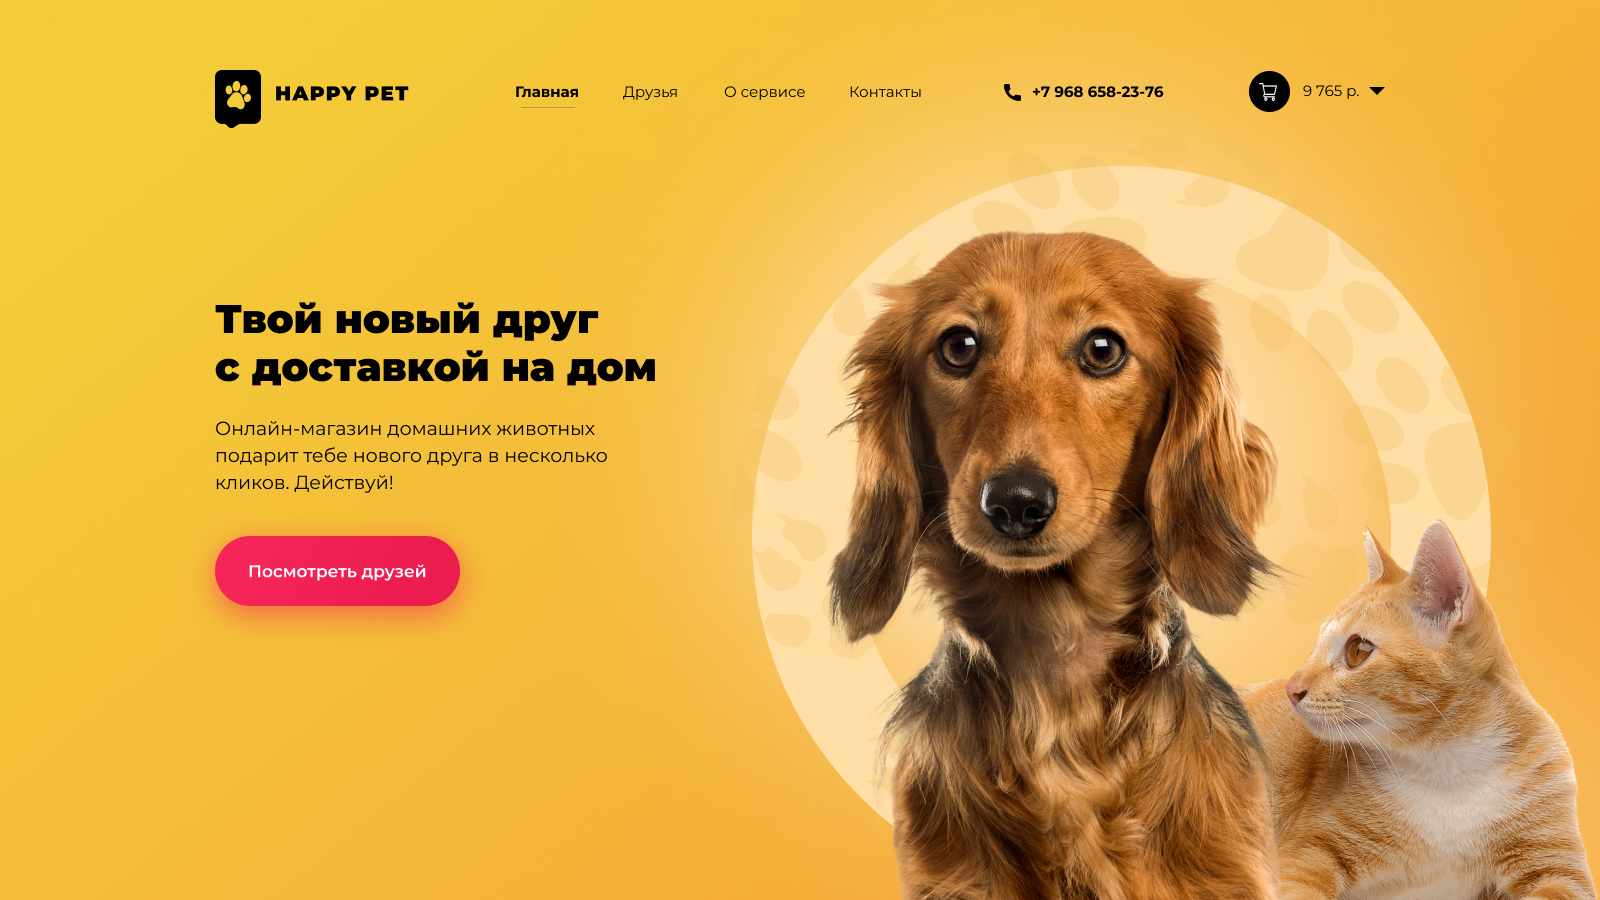 HAPPY PET
Главная
Друзья
О сервисе
Контакты
+7 968 658-23-76
9 765 р.
Твой новый друг
с доставкой на дом
Онлайн-магазин домашних животных
подарит тебе нового друга в несколько
кликов. Действуй!
Посмотреть друзей